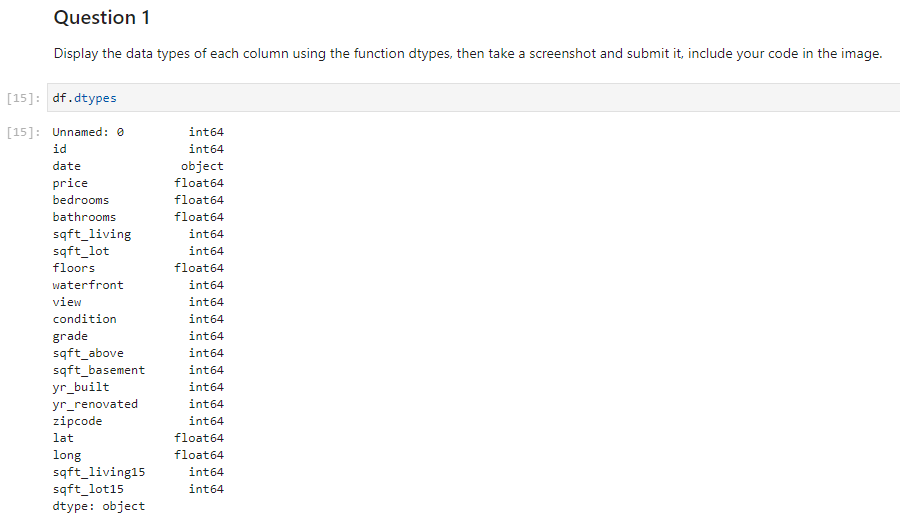 Question 1
Display the data types of each column using the function dtypes, then take a screenshot and submit it, include your code in the image.
[15]: df.dtypes
[15]: Unnamed: 0 int64
id int64
date object
price float64
bedrooms float64
bathrooms float64
sqft_living int64
sqft_lot int64
floors float64
waterfront int64
view int64
condition int64
grade int64
sqft_above int64
sqft_basement int64
yr_built int64
yr_renovated int64
zipcode int64
lat float64
long float64
sqft_living15 int64
sqft_lot15 int64
dtype: object